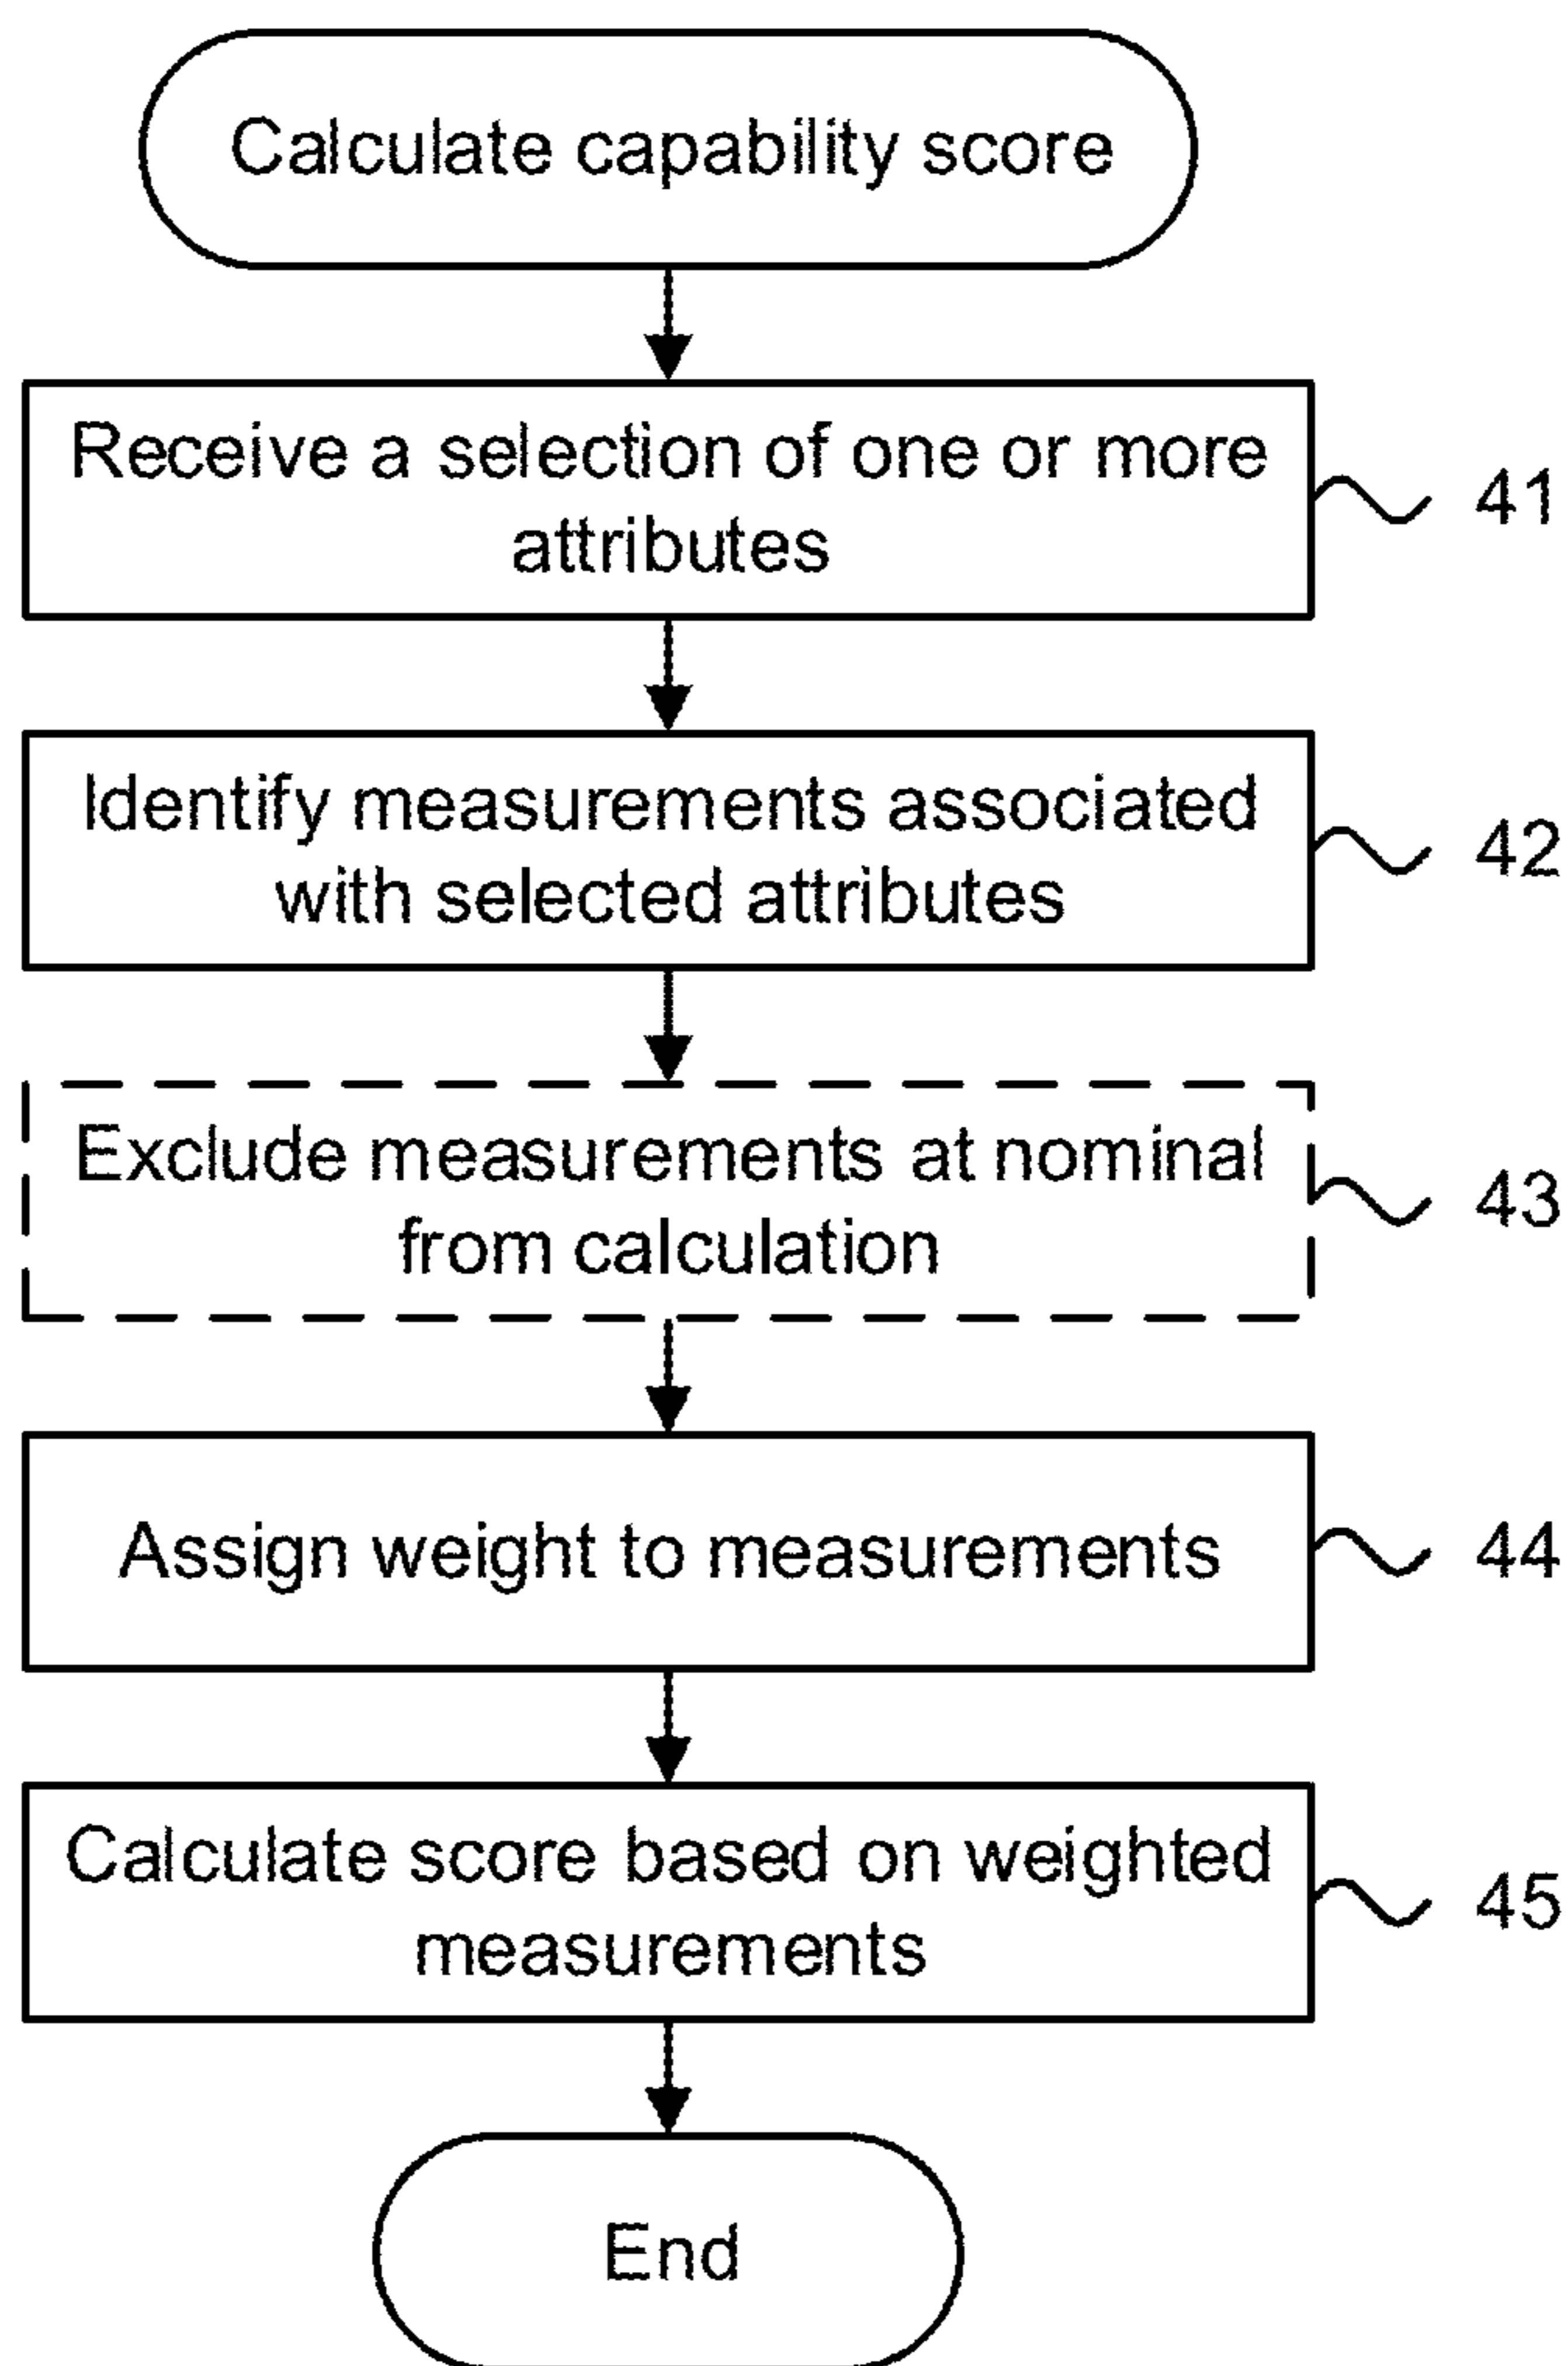 Calculate capability score
Receive a selection of one or more
attributes
41
Identify measurements associated
with selected attributes
42
Exclude measurements at nominal
from calculation
43
Assign weight to measurements
44
Calculate score based on weighted
measurements
45
End